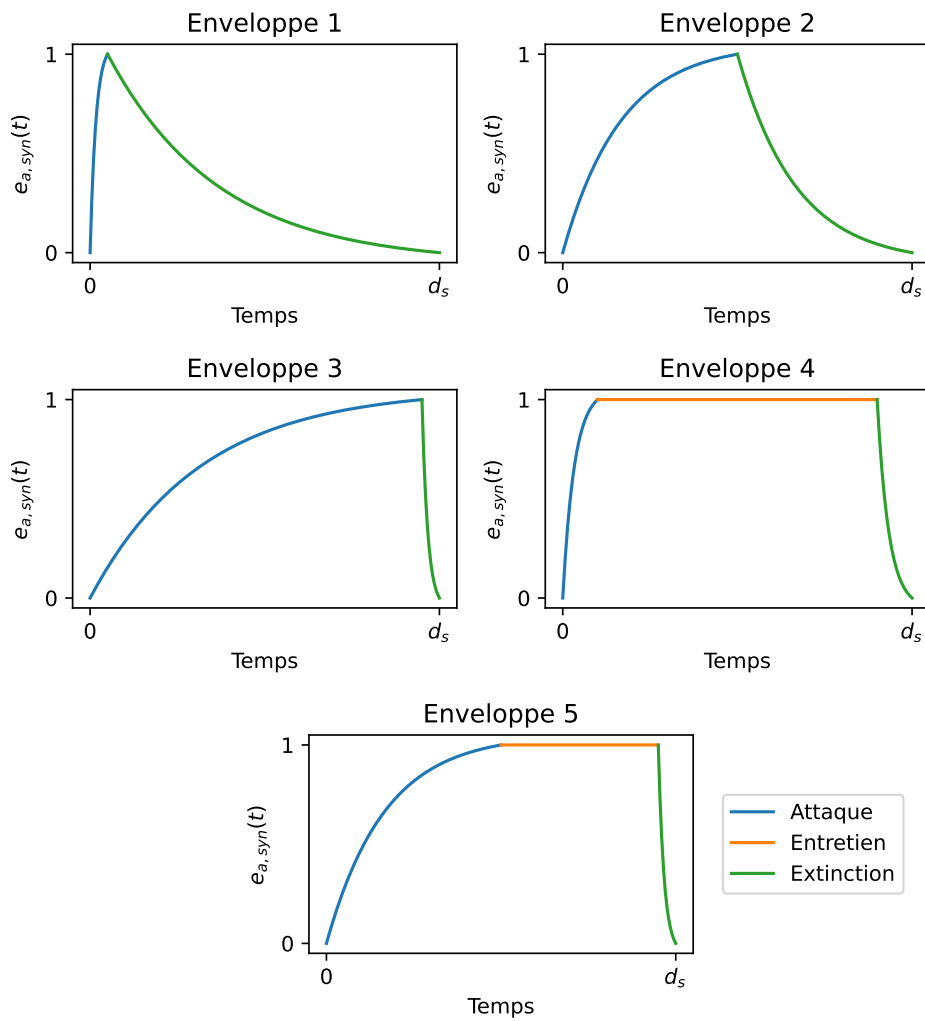 Enveloppe 1
1
e_{a,syn}(t)
0
0
d_s
Temps
Enveloppe 2
1
e_{a,syn}(t)
0
0
d_s
Temps
Enveloppe 3
1
e_{a,syn}(t)
0
0
d_s
Temps
Enveloppe 4
1
e_{a,syn}(t)
0
0
d_s
Temps
Enveloppe 5
1
e_{a,syn}(t)
0
0
d_s
Temps
Attaque
Entretien
Extinction